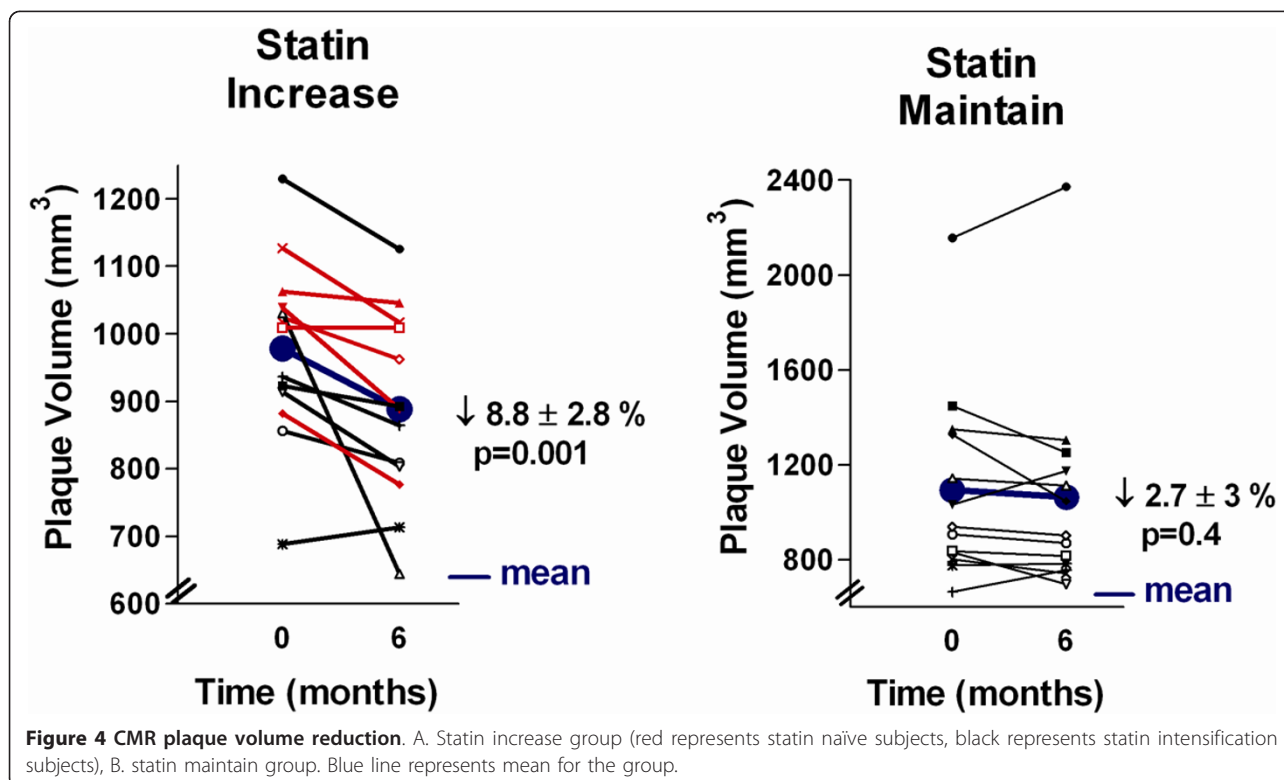 Statin
Increase
Plaque Volume (mm³)
1200
1100
1000
900
800
700
600
0 6
Time (months)
↓ 8.8 ± 2.8 %
p=0.001
mean
Statin
Maintain
Plaque Volume (mm³)
2400
2000
1600
1200
800
0 6
Time (months)
↓ 2.7 ± 3 %
p=0.4
mean
Figure 4 CMR plaque volume reduction. A. Statin increase group (red represents statin naïve subjects, black represents statin intensification
subjects), B. statin maintain group. Blue line represents mean for the group.